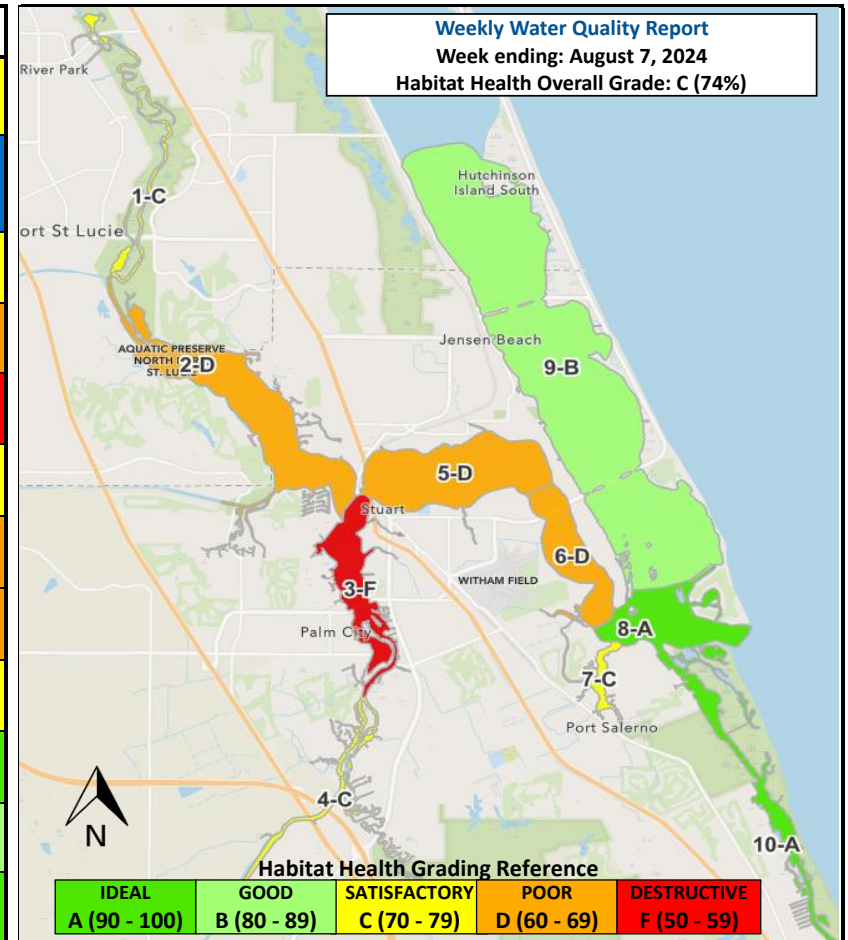 Weekly Water Quality Report
Week ending: August 7, 2024
Habitat Health Overall Grade: C (74%)
River Park
Hutchinson
Island South
1-C
ort St Lucie
Jensen Beach
AQUATIC PRESERVE
NORTH
ST. LUCIE
2-D
9-B
5-D
Stuart
6-D
WITHAM FIELD
3-F
Palm City
8-A
7-C
Port Salerno
4-C
10-A
N
Habitat Health Grading Reference
IDEAL GOOD SATISFACTORY POOR DESTRUCTIVE
A (90 - 100) B (80 - 89) C (70 - 79) D (60 - 69) F (50 - 59)